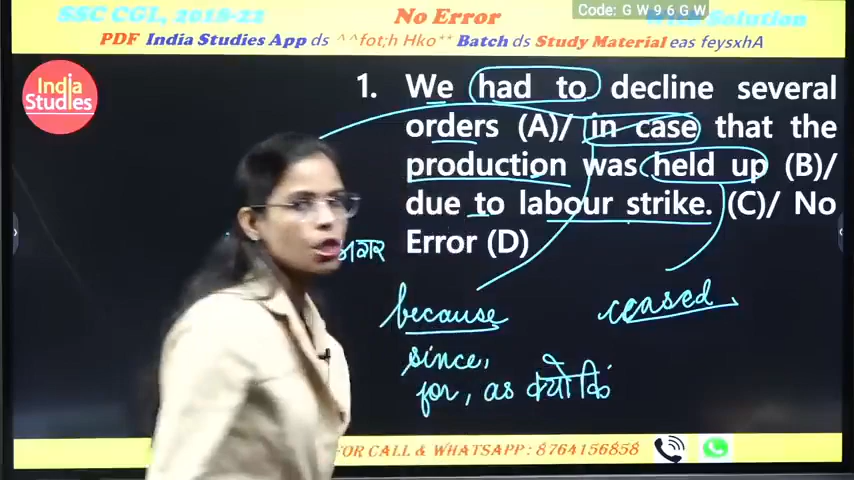 Code: G W 9 6 G W
SSC CGL, 2018-22
No Error
With Solution
PDF India Studies App ds ^^fot;h Hko** Batch ds Study Material eas feysxhA
India
Studies
1. We had to decline several
orders (A)/ in case that the
production was held up (B)/
due to labour strike. (C)/ No
Error (D)
अगर
because
ceased
since,
for, as क्योकिं
FOR CALL & WHATSAPP : 8764156858